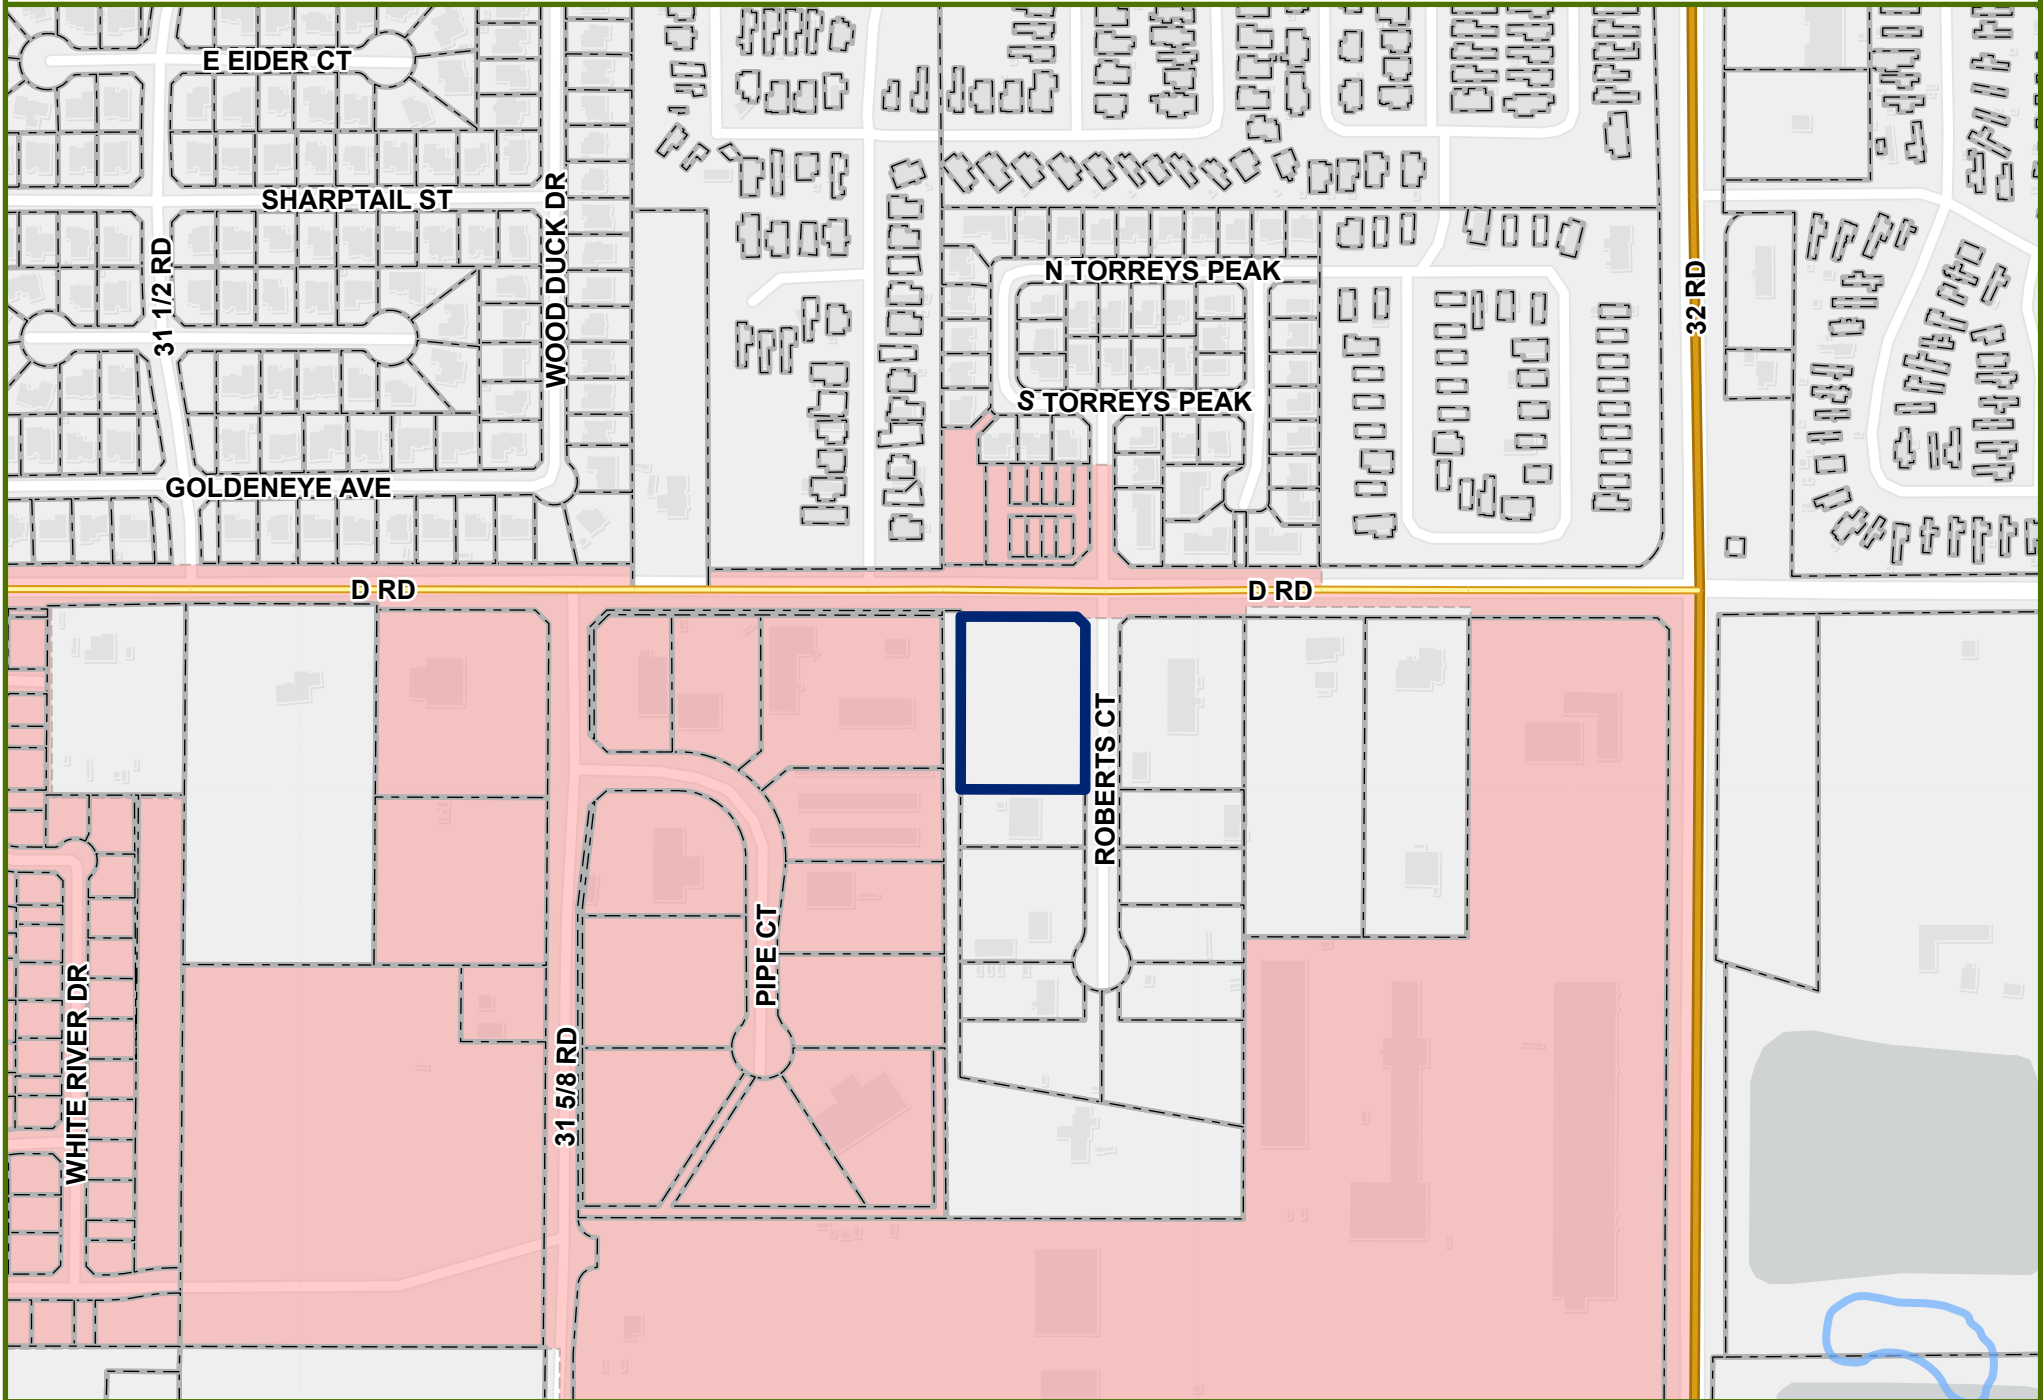 E EIDER CT
SHARPTAIL ST
31 1/2 RD
WOOD DUCK DR
N TORREYS PEAK
32 RD
S TORREYS PEAK
GOLDENEYE AVE
D RD
D RD
ROBERTS CT
PIPE CT
WHITE RIVER DR
31 5/8 RD